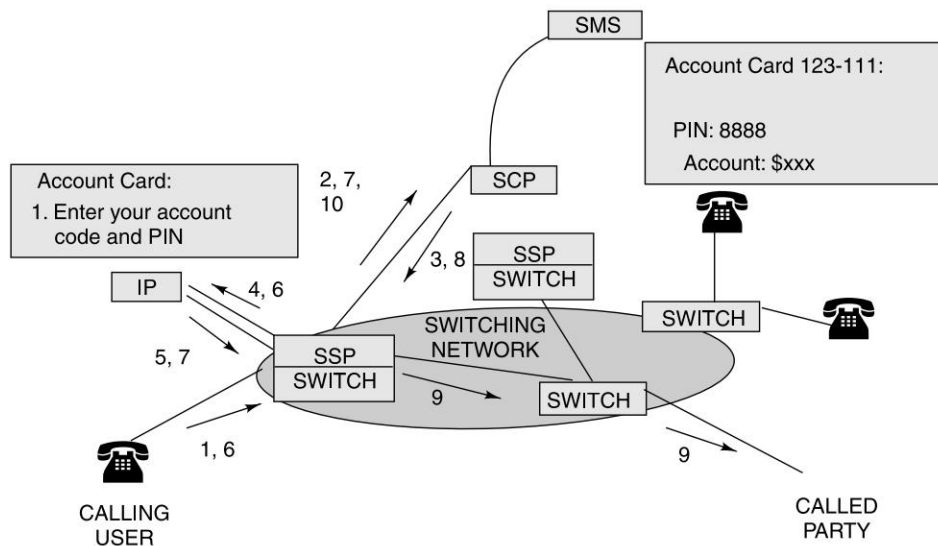 SMS
Account Card 123-111:
PIN: 8888
Account: $xxx
Account Card:
1. Enter your account
code and PIN
2, 7,
10
SCP
3, 8
SSP
SWITCH
IP
4, 6
5, 7
SWITCHING
NETWORK
SWITCH
SSP
SWITCH
9
SWITCH
1, 6
9
CALLING
USER
CALLED
PARTY